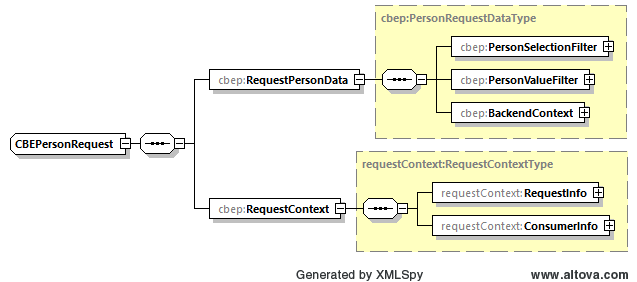 cbep:PersonRequestDataType
cbep:PersonSelectionFilter
cbep:RequestPersonData
cbep:PersonValueFilter
cbep:BackendContext
CBEPersonRequest
requestContext:RequestContextType
requestContext:RequestInfo
cbep:RequestContext
requestContext:ConsumerInfo
Generated by XMLSpy
www.altova.com